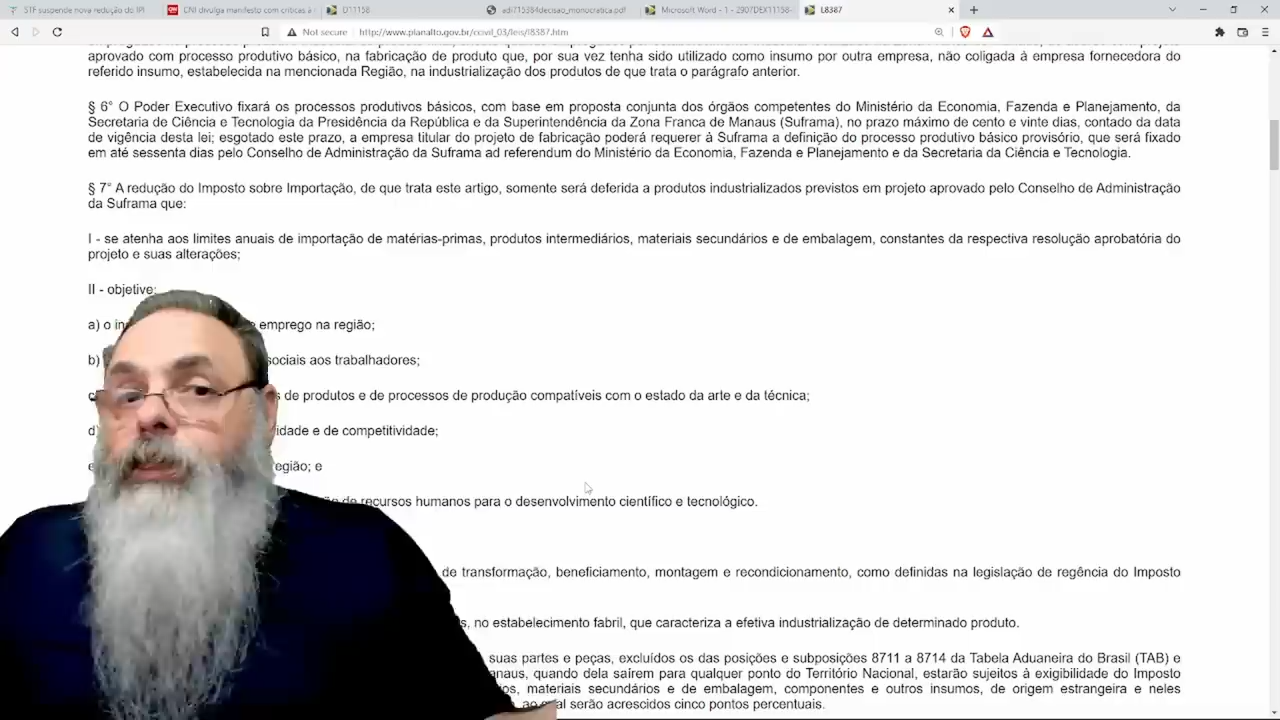 STF suspende nova redução do IPI
CNI divulga manifesto com críticas à
D11158
adi715384decisao_monocratica.pdf
Microsoft Word - 1 - 2907DEX11158-
L8387
Not secure
http://www.planalto.gov.br/ccivil_03/leis/l8387.htm
aprovado com processo produtivo básico, na fabricação de produto que, por sua vez tenha sido utilizado como insumo por outra empresa, não coligada à empresa fornecedora do
referido insumo, estabelecida na mencionada Região, na industrialização dos produtos de que trata o parágrafo anterior.
§ 6° O Poder Executivo fixará os processos produtivos básicos, com base em proposta conjunta dos órgãos competentes do Ministério da Economia, Fazenda e Planejamento, da
Secretaria de Ciência e Tecnologia da Presidência da República e da Superintendência da Zona Franca de Manaus (Suframa), no prazo máximo de cento e vinte dias, contado da data
de vigência desta lei; esgotado este prazo, a empresa titular do projeto de fabricação poderá requerer à Suframa a definição do processo produtivo básico provisório, que será fixado
em até sessenta dias pelo Conselho de Administração da Suframa ad referendum do Ministério da Economia, Fazenda e Planejamento e da Secretaria da Ciência e Tecnologia.
§ 7° A redução do Imposto sobre Importação, de que trata este artigo, somente será deferida a produtos industrializados previstos em projeto aprovado pelo Conselho de Administração
da Suframa que:
I - se atenha aos limites anuais de importação de matérias-primas, produtos intermediários, materiais secundários e de embalagem, constantes da respectiva resolução aprobatória do
projeto e suas alterações;
II - objetive:
a) o emprego na região;
b) sociais aos trabalhadores;
de produtos e de processos de produção compatíveis com o estado da arte e da técnica;
d) e de competitividade;
região; e
de recursos humanos para o desenvolvimento científico e tecnológico.
de transformação, beneficiamento, montagem e recondicionamento, como definidas na legislação de regência do Imposto
no estabelecimento fabril, que caracteriza a efetiva industrialização de determinado produto.
suas partes e peças, excluídos os das posições e subposições 8711 a 8714 da Tabela Aduaneira do Brasil (TAB) e
quando dela saírem para qualquer ponto do Território Nacional, estarão sujeitos à exigibilidade do Imposto
materiais secundários e de embalagem, componentes e outros insumos, de origem estrangeira e neles
serão acrescidos cinco pontos percentuais.